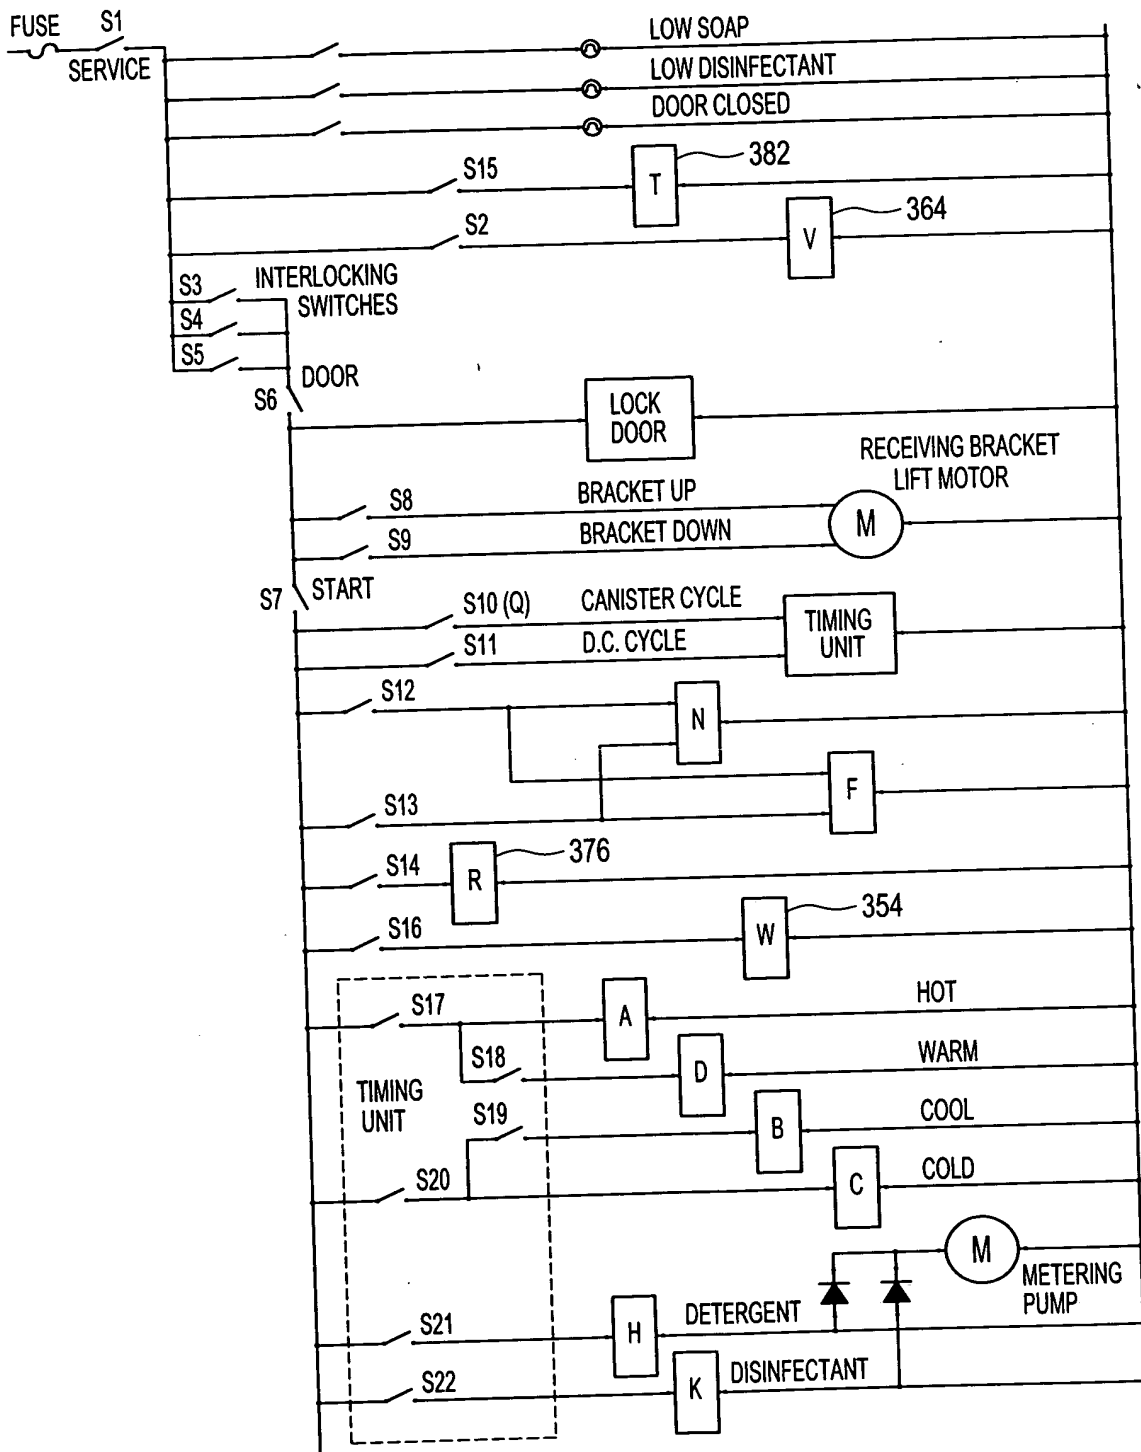 FUSE
S1
SERVICE
LOW SOAP
LOW DISINFECTANT
DOOR CLOSED
S15
T
382
S2
V
364
S3
INTERLOCKING
SWITCHES
S4
S5
DOOR
S6
LOCK
DOOR
RECEIVING BRACKET
LIFT MOTOR
S8
BRACKET UP
M
S9
BRACKET DOWN
S7
START
S10 (Q)
CANISTER CYCLE
TIMING
UNIT
S11
D.C. CYCLE
S12
N
F
S13
S14
R
376
S16
W
354
S17
A
HOT
S18
D
WARM
TIMING
UNIT
S19
B
COOL
S20
C
COLD
M
METERING
PUMP
S21
H
DETERGENT
S22
K
DISINFECTANT